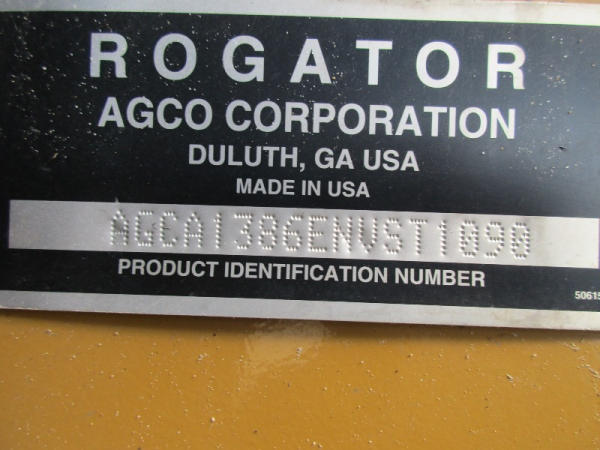 ROGATOR
AGCO CORPORATION
DULUTH, GA USA
MADE IN USA
AGCA1386ENVST1090
PRODUCT IDENTIFICATION NUMBER
50615